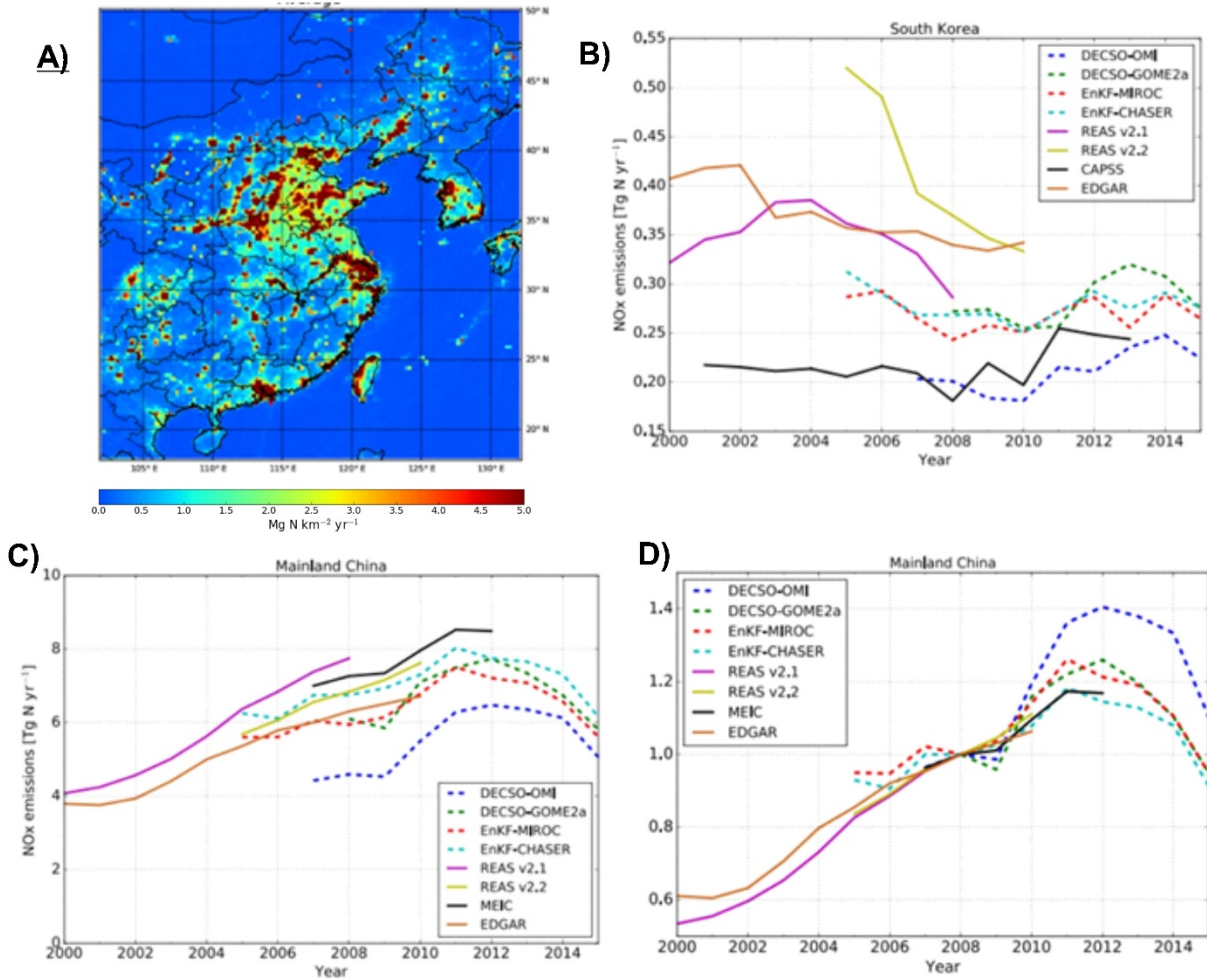 A)
Average
50° N
45° N
40° N
35° N
30° N
25° N
20° N
105° E
110° E
115° E
120° E
125° E
130° E
0.0 0.5 1.0 1.5 2.0 2.5 3.0 3.5 4.0 4.5 5.0
Mg N km⁻² yr⁻¹
B)
South Korea
NOx emissions [Tg N yr⁻¹]
0.55
0.50
0.45
0.40
0.35
0.30
0.25
0.20
0.15
DECSO-OMI
DECSO-GOME2a
EnKF-MIROC
EnKF-CHASER
REAS v2.1
REAS v2.2
CAPSS
EDGAR
2000 2002 2004 2006 2008 2010 2012 2014
Year
C)
Mainland China
NOx emissions [Tg N yr⁻¹]
10
8
6
4
2
0
DECSO-OMI
DECSO-GOME2a
EnKF-MIROC
EnKF-CHASER
REAS v2.1
REAS v2.2
MEIC
EDGAR
2000 2002 2004 2006 2008 2010 2012 2014
Year
D)
Mainland China
DECSO-OMI
DECSO-GOME2a
EnKF-MIROC
EnKF-CHASER
REAS v2.1
REAS v2.2
MEIC
EDGAR
1.4
1.2
1.0
0.8
0.6
2000 2002 2004 2006 2008 2010 2012 2014
Year